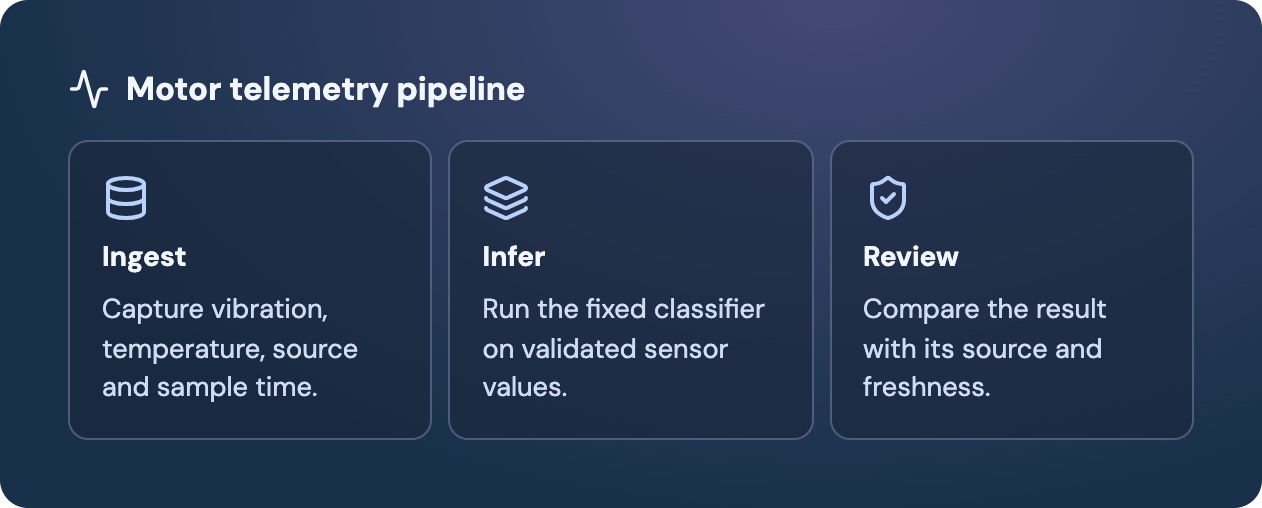 Motor telemetry pipeline
Ingest
Capture vibration,
temperature, source
and sample time.
Infer
Run the fixed classifier
on validated sensor
values.
Review
Compare the result
with its source and
freshness.